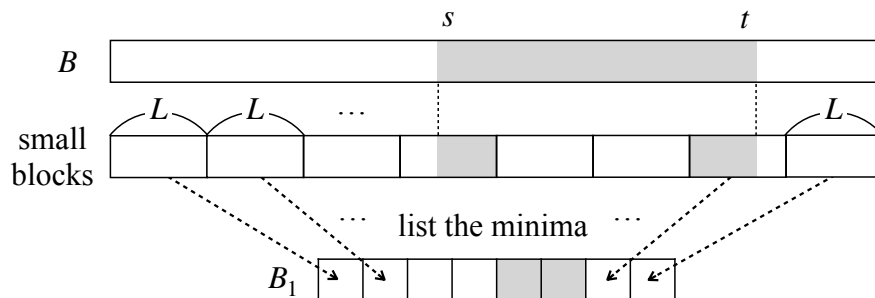 s t
B
L L ... L
small
blocks
... list the minima ...
B1